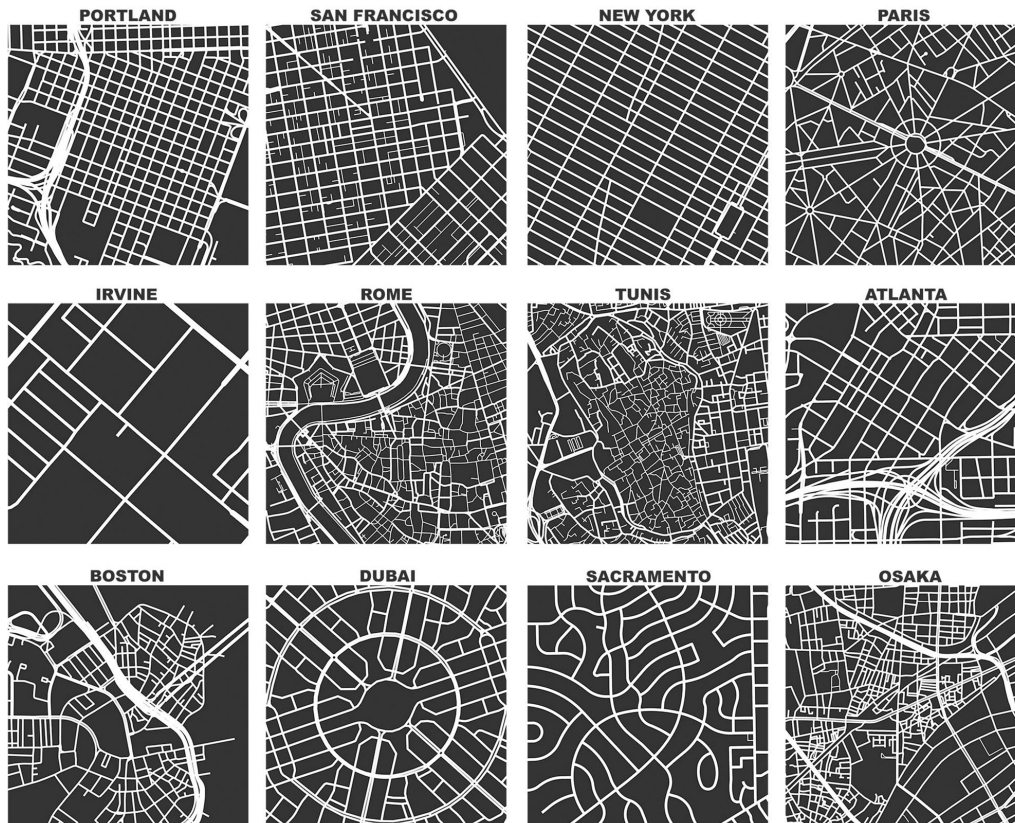 PORTLAND
SAN FRANCISCO
NEW YORK
PARIS
IRVINE
ROME
TUNIS
ATLANTA
BOSTON
DUBAI
SACRAMENTO
OSAKA